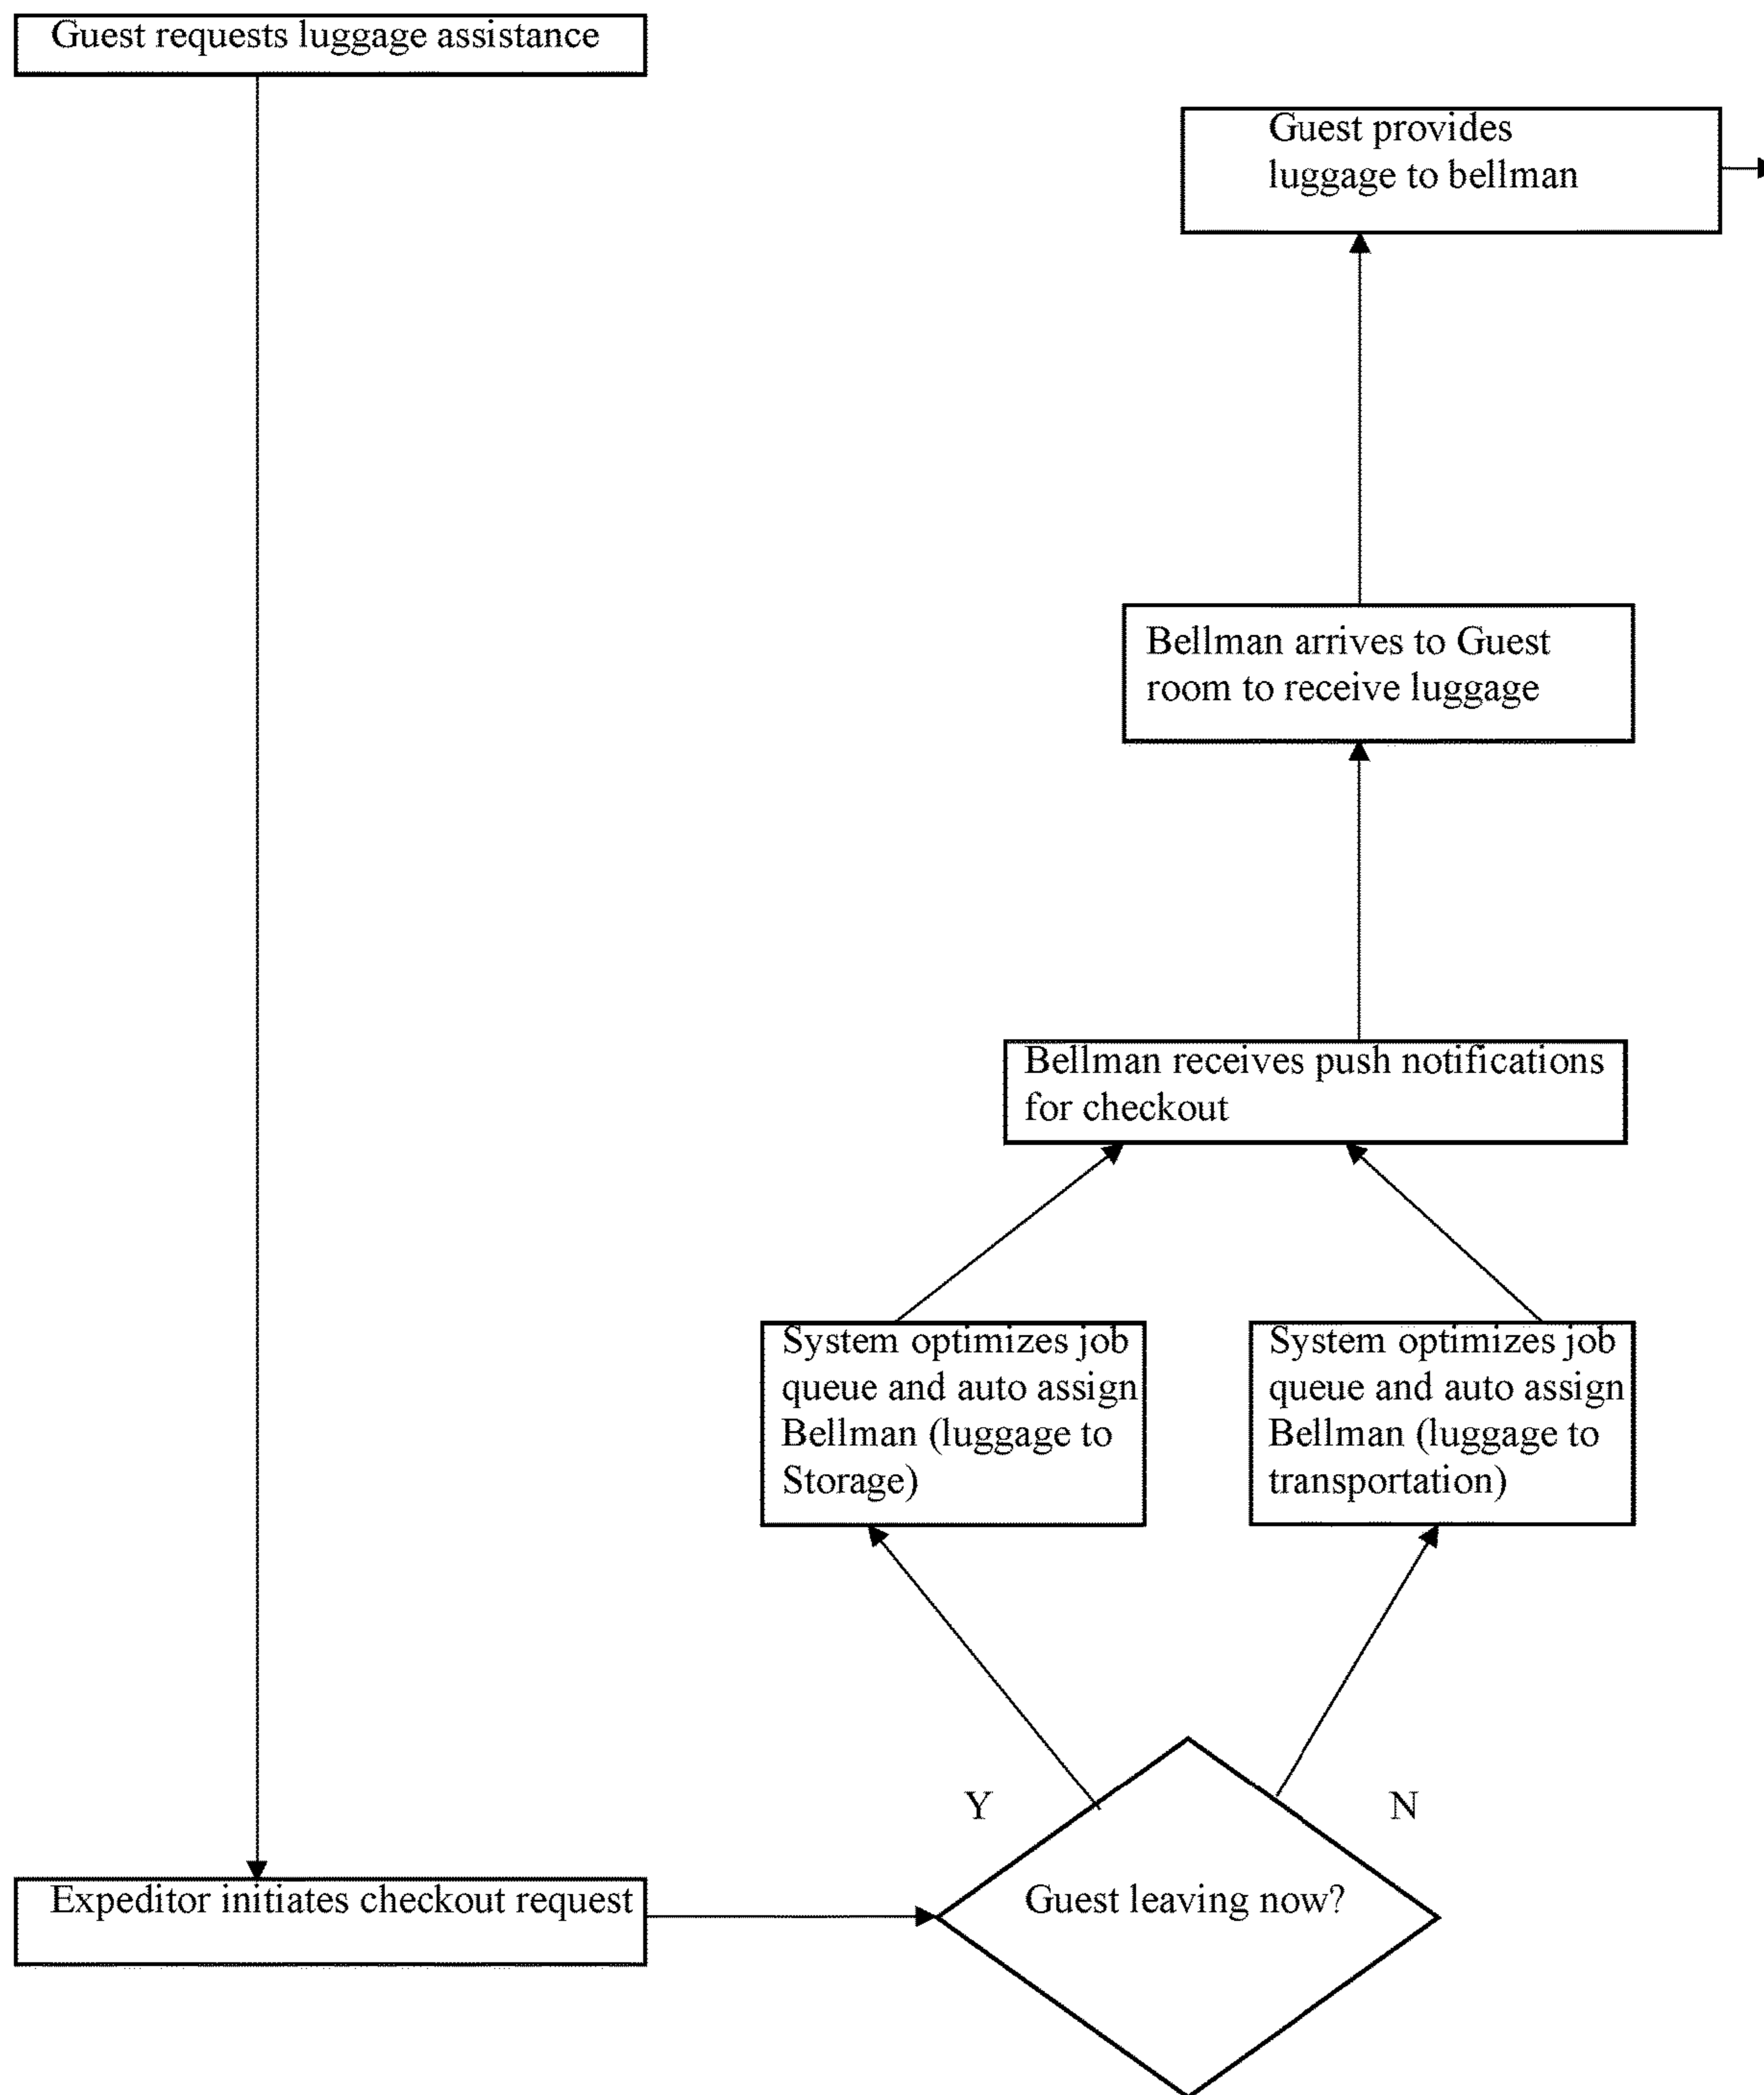 Guest requests luggage assistance
Guest provides
luggage to bellman
Bellman arrives to Guest
room to receive luggage
Bellman receives push notifications
for checkout
System optimizes job
queue and auto assign
Bellman (luggage to
Storage)
System optimizes job
queue and auto assign
Bellman (luggage to
transportation)
Y
N
Expeditor initiates checkout request
Guest leaving now?